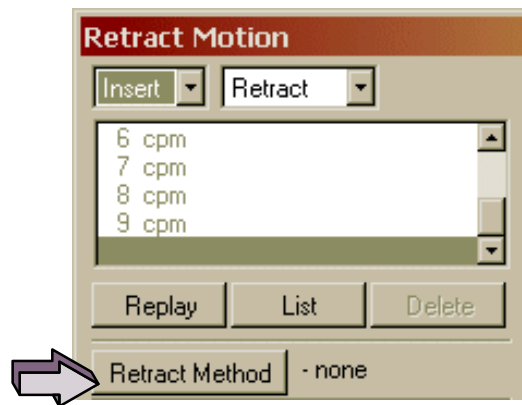 Retract Motion
Insert Retract
6 cpm
7 cpm
8 cpm
9 cpm
Replay List Delete
Retract Method - none